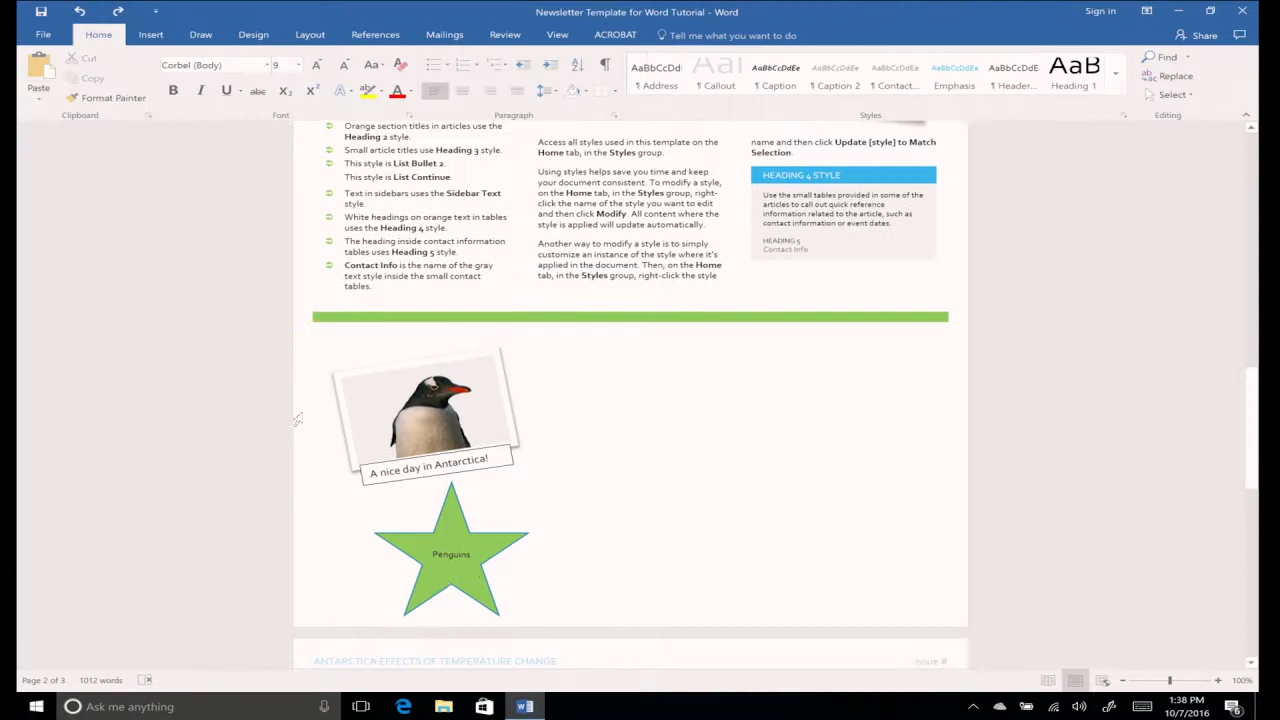 Newsletter Template for Word Tutorial - Word
Sign in
File
Home
Insert
Draw
Design
Layout
References
Mailings
Review
View
ACROBAT
Tell me what you want to do
Share
Paste
Cut
Copy
Format Painter
Clipboard
Corbel (Body)
9
Font
Paragraph
AaBbCcDd
¶ Address
¶ Callout
AaBbCcDdEe
¶ Caption
AaBbCcDdEe
¶ Caption 2
AaBbCcDdEe
¶ Contact...
AaBbCcDdEe
Emphasis
AaBbCcDdE
¶ Header...
AaB
¶ Heading 1
Styles
Find
Replace
Select
Editing
Orange section titles in articles use the
Heading 2 style.
Small article titles use Heading 3 style.
This style is List Bullet 2.
This style is List Continue.
Text in sidebars uses the Sidebar Text
style.
White headings on orange text in tables
uses the Heading 4 style.
The heading inside contact information
tables uses Heading 5 style.
Contact Info is the name of the gray
text style inside the small contact
tables.
Access all styles used in this template on the
Home tab, in the Styles group.
Using styles helps save you time and keep
your document consistent. To modify a style,
on the Home tab, in the Styles group, right-
click the name of the style you want to edit
and then click Modify. All content where the
style is applied will update automatically.
Another way to modify a style is to simply
customize an instance of the style where it's
applied in the document. Then, on the Home
tab, in the Styles group, right-click the style
name and then click Update [style] to Match
Selection.
HEADING 4 STYLE
Use the small tables provided in some of the
articles to call out quick reference
information related to the article, such as
contact information or event dates.
HEADING 5
Contact Info
A nice day in Antarctica!
Penguins
ANTARCTICA EFFECTS OF TEMPERATURE CHANGE
ISSUE #
Page 2 of 3
1012 words
100%
Ask me anything
1:38 PM
10/7/2016
6